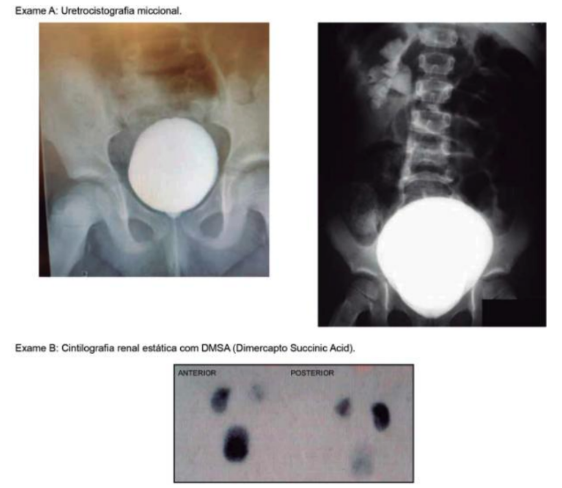 Exame A: Uretrocistografia miccional.
Exame B: Cintilografia renal estática com DMSA (Dimercapto Succinic Acid).
ANTERIOR
POSTERIOR